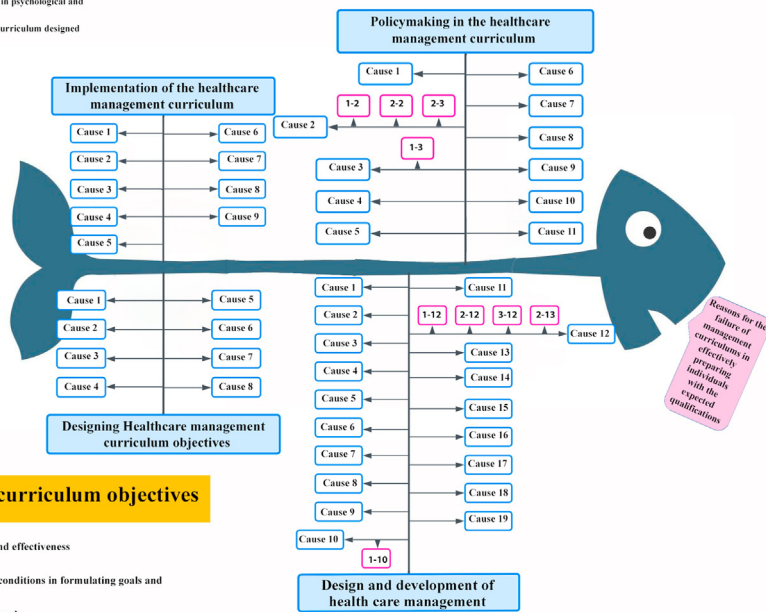 in psychological and
urriculum designed
Policymaking in the healthcare
management curriculum
Cause 1
Cause 6
1-2
2-2
2-3
Cause 7
Cause 2
Cause 8
1-3
Cause 3
Cause 9
Cause 4
Cause 10
Cause 5
Cause 11
Implementation of the healthcare
management curriculum
Cause 1
Cause 6
Cause 2
Cause 7
Cause 3
Cause 8
Cause 4
Cause 9
Cause 5
Cause 1
Cause 5
Cause 2
Cause 6
Cause 3
Cause 7
Cause 4
Cause 8
Designing Healthcare management
curriculum objectives
Cause 1
Cause 11
Cause 2
1-12
2-12
3-12
2-13
Cause 12
Cause 3
Cause 13
Cause 4
Cause 14
Cause 5
Cause 15
Cause 6
Cause 16
Cause 7
Cause 17
Cause 8
Cause 18
Cause 9
Cause 19
Cause 10
1-10
Design and development of
health care management
Reasons for the
failure of
management
curriculums in
effectively
preparing
individuals
with the
expected
qualifications
curriculum objectives
d effectiveness
conditions in formulating goals and